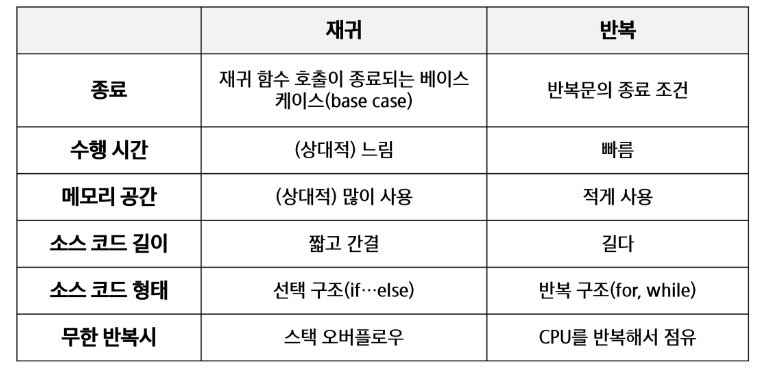 재귀 반복
종료 재귀 함수 호출이 종료되는 베이스 케이스(base case) 반복문의 종료 조건
수행 시간 (상대적) 느림 빠름
메모리 공간 (상대적) 많이 사용 적게 사용
소스 코드 길이 짧고 간결 길다
소스 코드 형태 선택 구조(if…else) 반복 구조(for, while)
무한 반복시 스택 오버플로우 CPU를 반복해서 점유